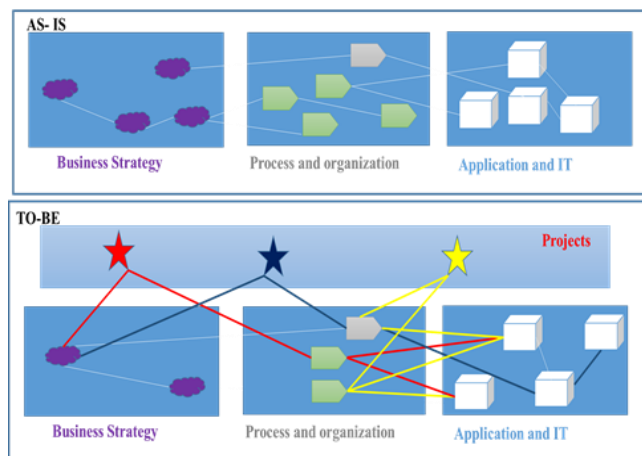 AS- IS
Business Strategy
Process and organization
Application and IT
TO-BE
Projects
Business Strategy
Process and organization
Application and IT